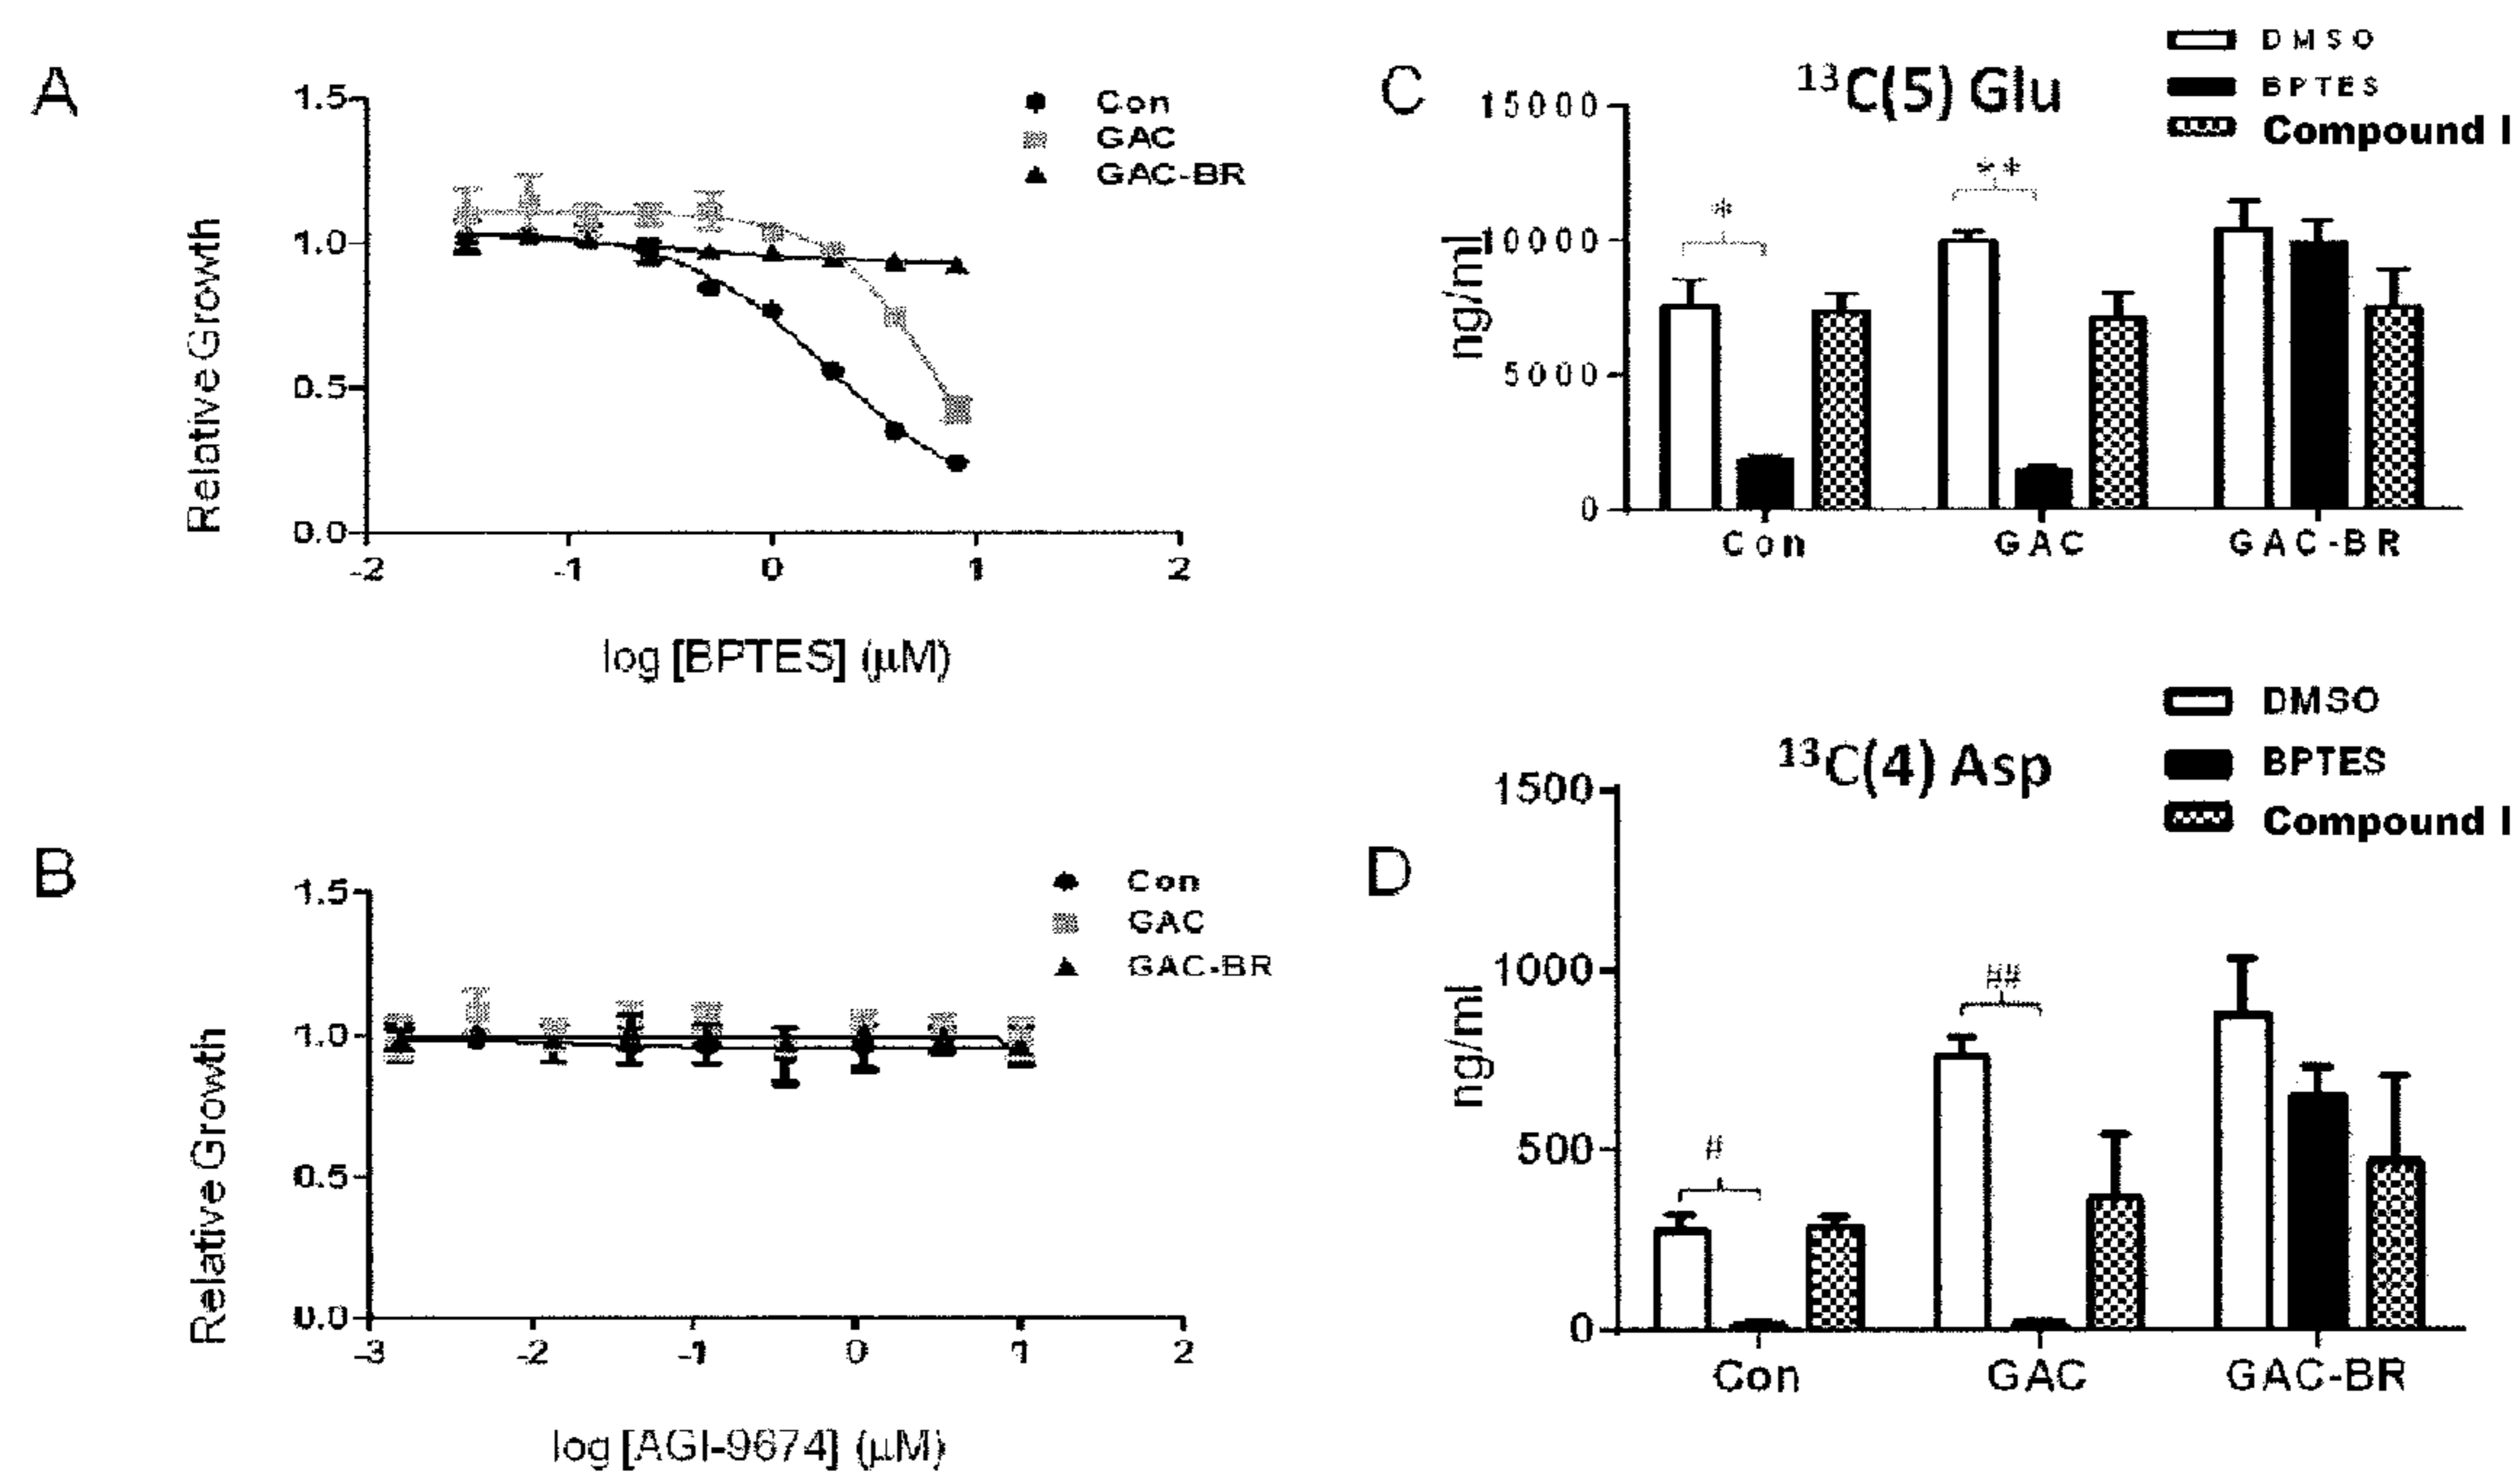 A
1.5
1.0
0.5
0.0
Relative Growth
-2 -1 0 1 2
log [BPTES] (µM)
Con
GAC
GAC-BR
B
1.5
1.0
0.5
0.0
Relative Growth
-3 -2 -1 0 1 2
log [AGI-9674] (µM)
Con
GAC
GAC-BR
C
13C(5) Glu
DMSO
BPTES
Compound I
15000
10000
5000
0
ng/ml
*
**
Con GAC GAC-BR
D
13C(4) Asp
DMSO
BPTES
Compound I
1500
1000
500
0
ng/ml
#
##
Con GAC GAC-BR